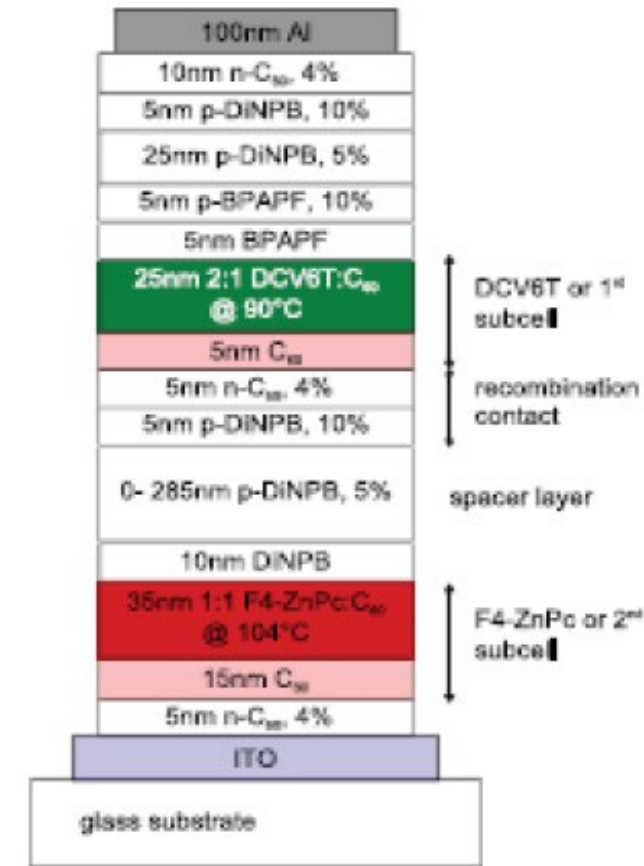 100nm Al
10nm n-C₆₀, 4%
5nm p-DiNPB, 10%
25nm p-DiNPB, 5%
5nm p-BPAPF, 10%
5nm BPAPF
25nm 2:1 DCV6T:C₆₀
@ 90°C
5nm C₆₀
5nm n-C₆₀, 4%
5nm p-DiNPB, 10%
0- 285nm p-DiNPB, 5%
10nm DiNPB
35nm 1:1 F4-ZnPc:C₆₀
@ 104°C
15nm C₆₀
5nm n-C₆₀, 4%
ITO
glass substrate
DCV6T or 1ˢᵗ
subcell
recombination
contact
spacer layer
F4-ZnPc or 2ⁿᵈ
subcell